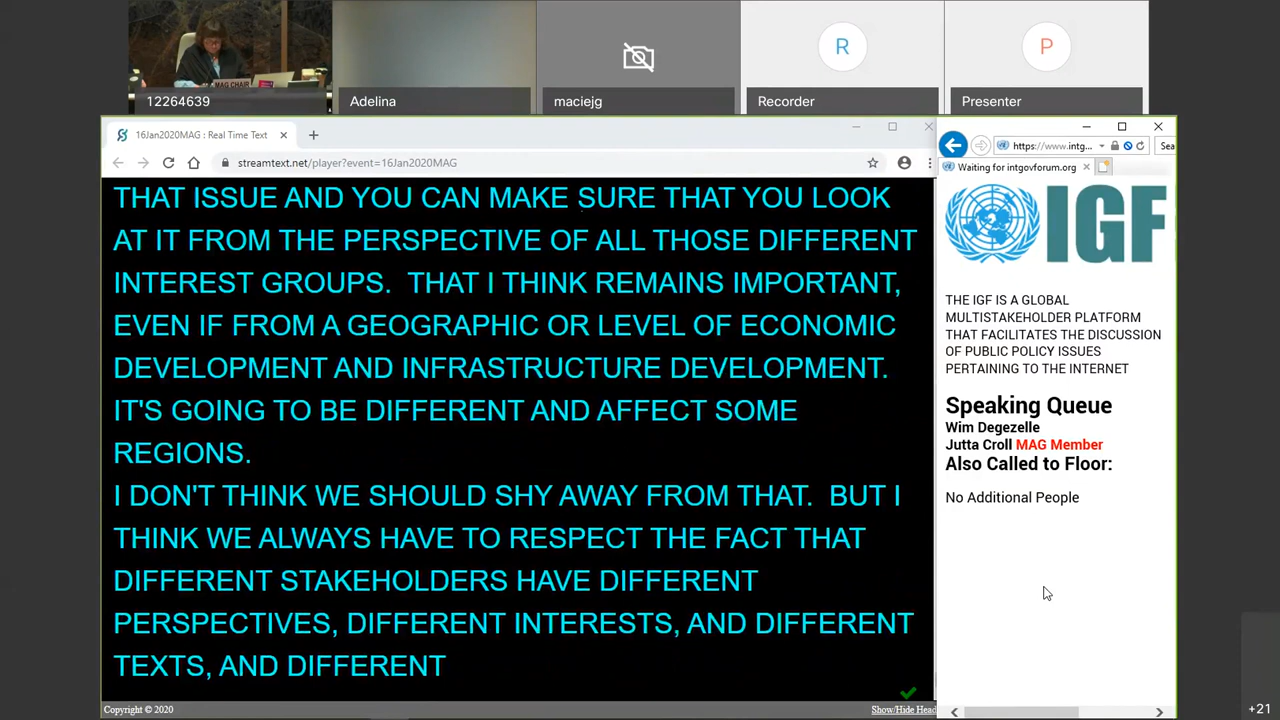 MAG CHAIR
12264639
Adelina
maciejg
R
Recorder
P
Presenter
16Jan2020MAG : Real Time Text
streamtext.net/player?event=16Jan2020MAG
THAT ISSUE AND YOU CAN MAKE SURE THAT YOU LOOK
AT IT FROM THE PERSPECTIVE OF ALL THOSE DIFFERENT
INTEREST GROUPS.  THAT I THINK REMAINS IMPORTANT,
EVEN IF FROM A GEOGRAPHIC OR LEVEL OF ECONOMIC
DEVELOPMENT AND INFRASTRUCTURE DEVELOPMENT.
IT'S GOING TO BE DIFFERENT AND AFFECT SOME
REGIONS.
I DON'T THINK WE SHOULD SHY AWAY FROM THAT.  BUT I
THINK WE ALWAYS HAVE TO RESPECT THE FACT THAT
DIFFERENT STAKEHOLDERS HAVE DIFFERENT
PERSPECTIVES, DIFFERENT INTERESTS, AND DIFFERENT
TEXTS, AND DIFFERENT
Copyright © 2020
Show/Hide Head
https://www.intg...
Sea
Waiting for intgovforum.org
IGF
THE IGF IS A GLOBAL
MULTISTAKEHOLDER PLATFORM
THAT FACILITATES THE DISCUSSION
OF PUBLIC POLICY ISSUES
PERTAINING TO THE INTERNET
Speaking Queue
Wim Degezelle
Jutta Croll MAG Member
Also Called to Floor:
No Additional People
+21